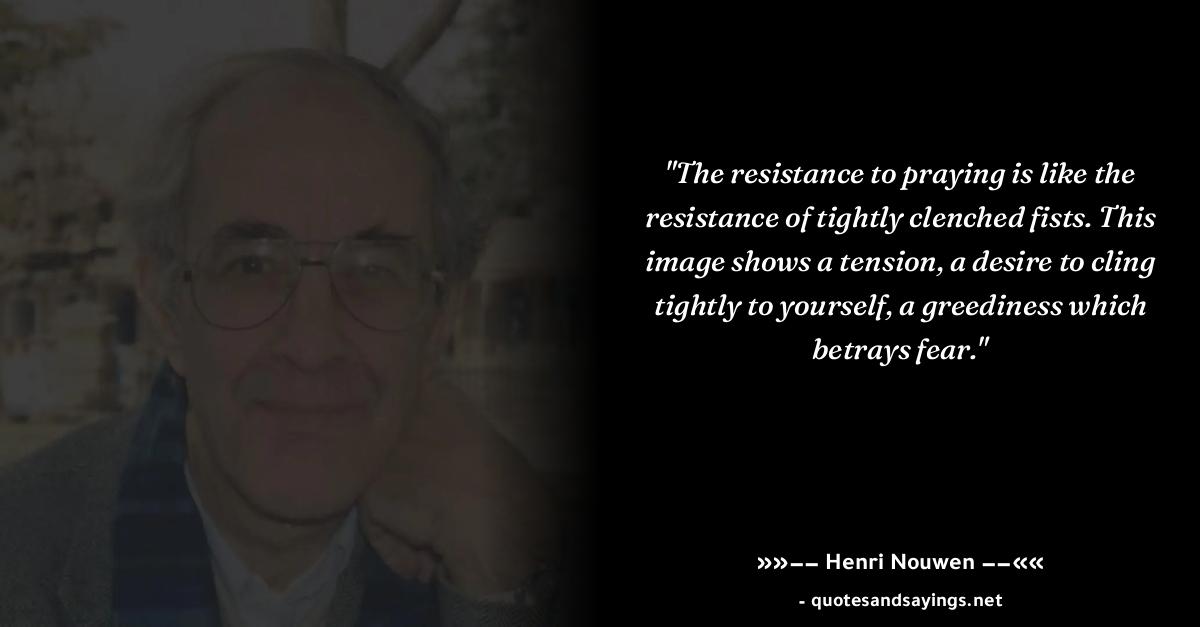 "The resistance to praying is like the
resistance of tightly clenched fists. This
image shows a tension, a desire to cling
tightly to yourself, a greediness which
betrays fear."
»»−− Henri Nouwen −−««
- quotesandsayings.net